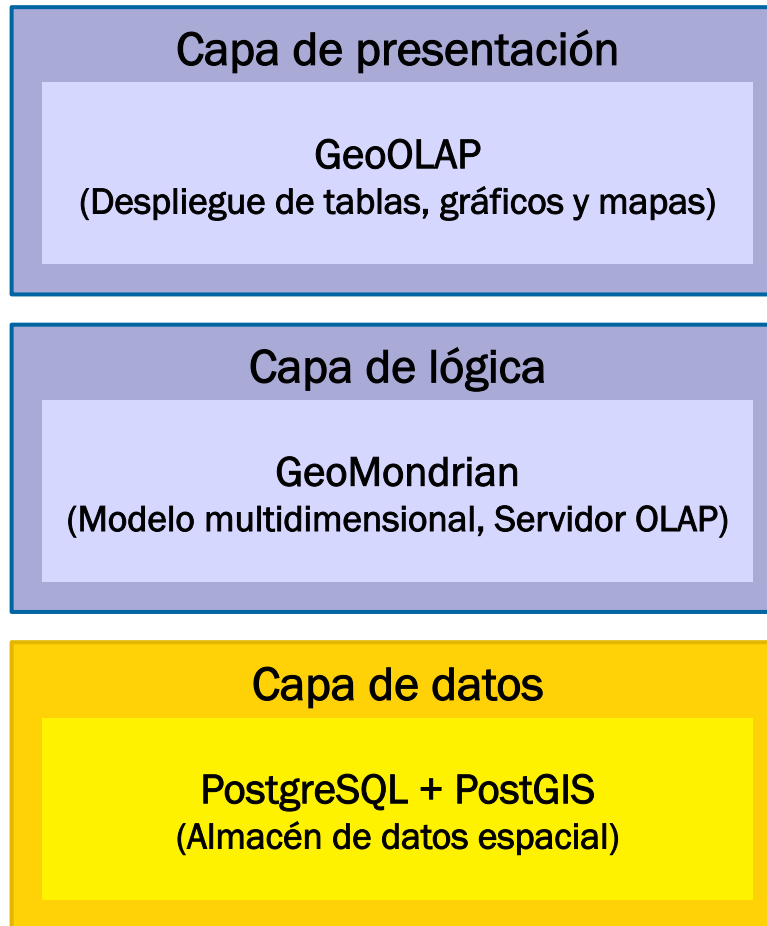 Capa de presentación
GeoOLAP
(Despliegue de tablas, gráficos y mapas)
Capa de lógica
GeoMondrian
(Modelo multidimensional, Servidor OLAP)
Capa de datos
PostgreSQL + PostGIS
(Almacén de datos espacial)